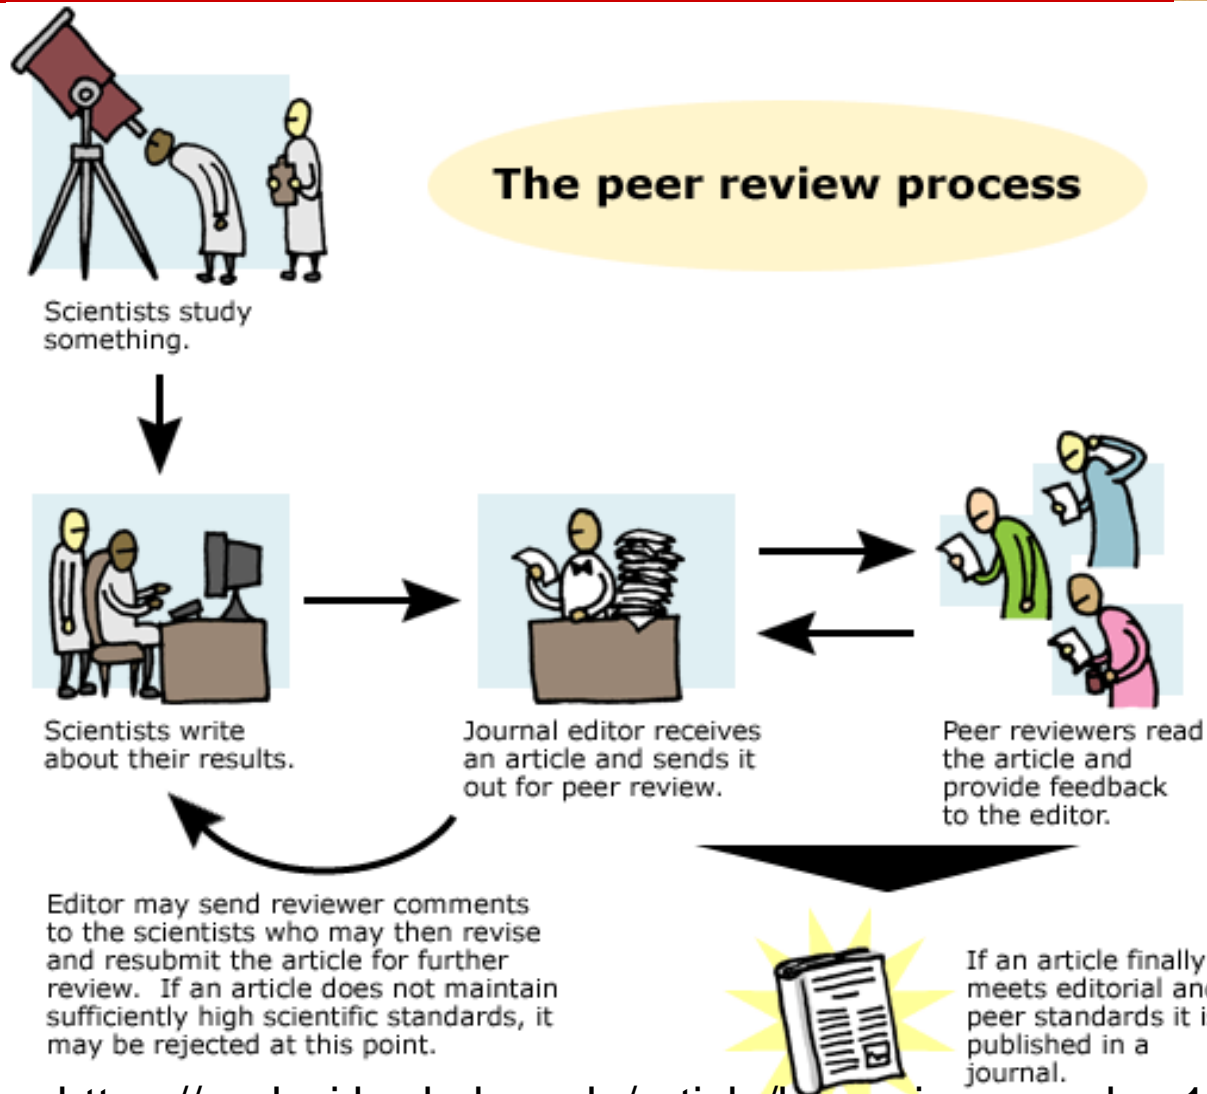 The peer review process
Scientists study
something.
Scientists write
about their results.
Journal editor receives
an article and sends it
out for peer review.
Peer reviewers read
the article and
provide feedback
to the editor.
Editor may send reviewer comments
to the scientists who may then revise
and resubmit the article for further
review.  If an article does not maintain
sufficiently high scientific standards, it
may be rejected at this point.
If an article finally
meets editorial and
peer standards it is
published in a
journal.